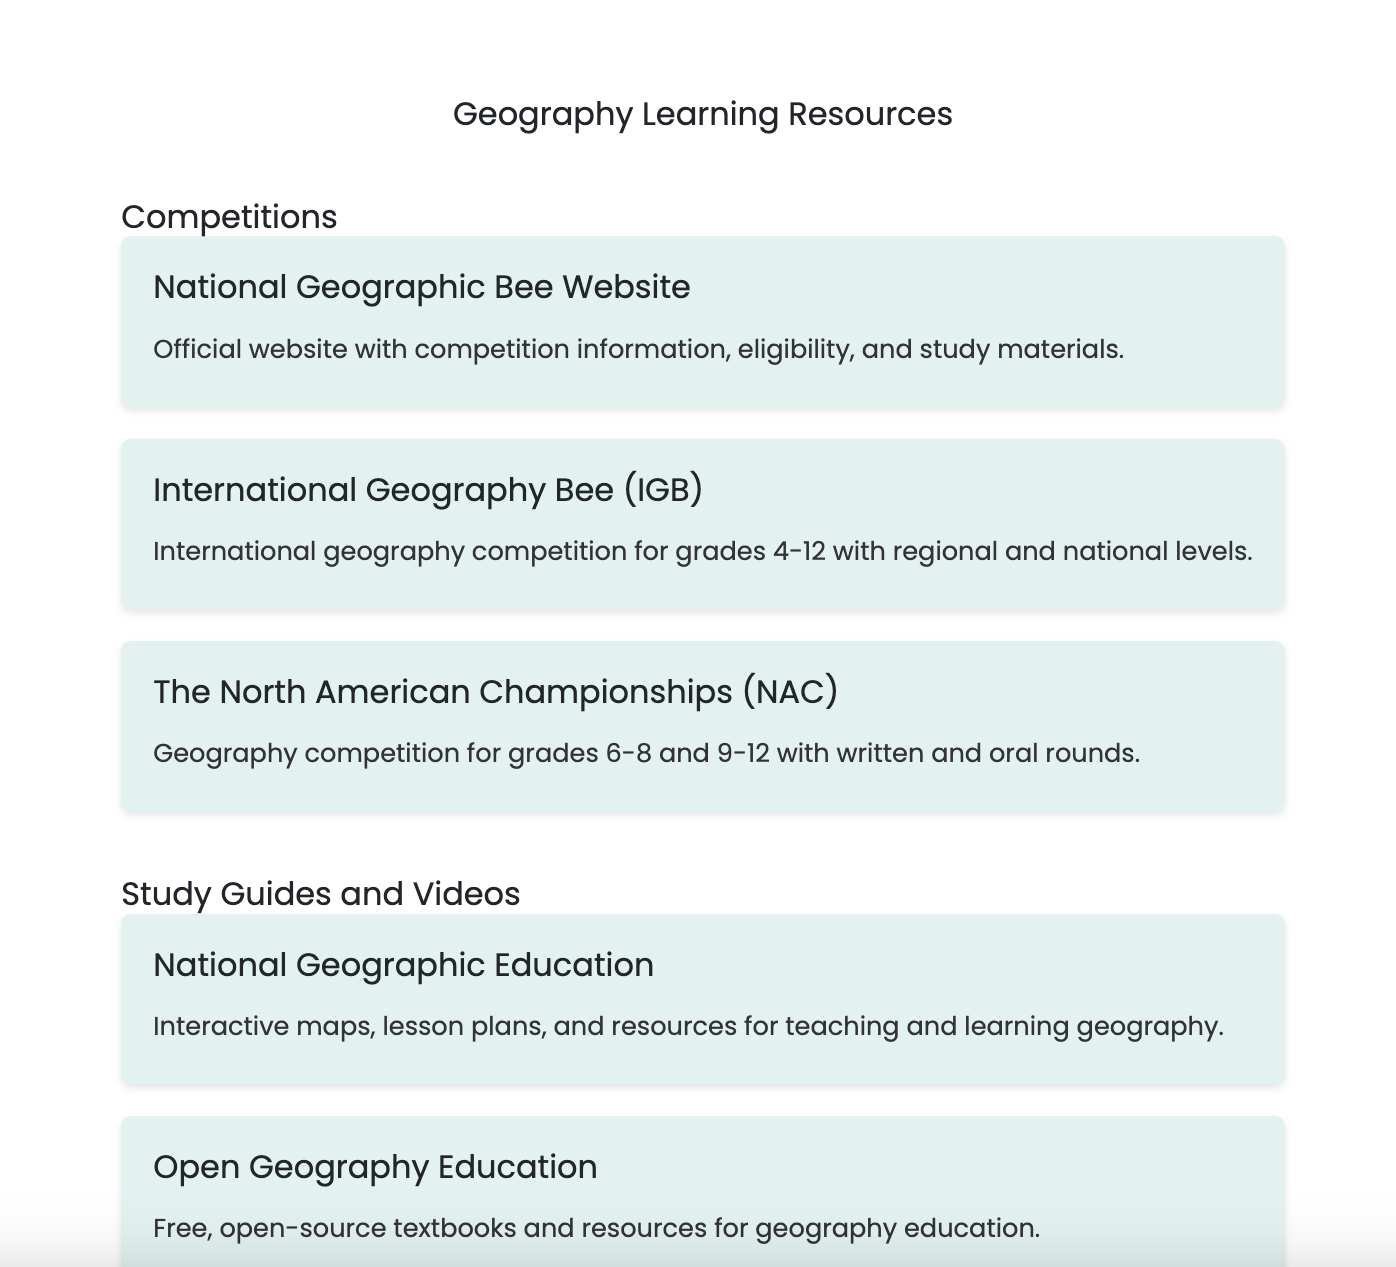 Geography Learning Resources
Competitions
National Geographic Bee Website
Official website with competition information, eligibility, and study materials.
International Geography Bee (IGB)
International geography competition for grades 4-12 with regional and national levels.
The North American Championships (NAC)
Geography competition for grades 6-8 and 9-12 with written and oral rounds.
Study Guides and Videos
National Geographic Education
Interactive maps, lesson plans, and resources for teaching and learning geography.
Open Geography Education
Free, open-source textbooks and resources for geography education.